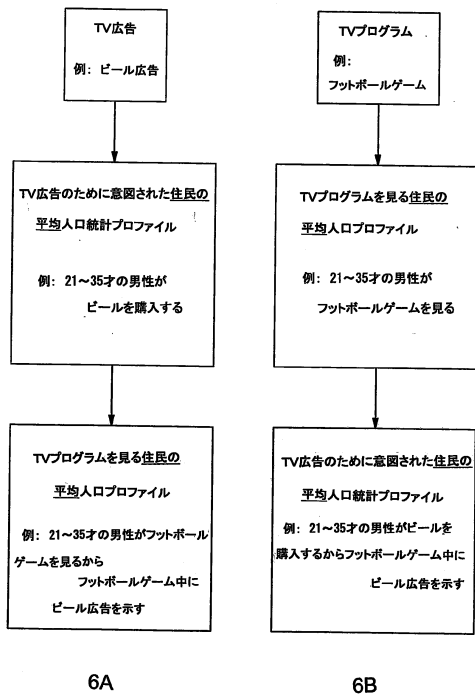 TV広告
例: ビール広告
TV広告のために意図された住民の
平均人口統計プロファイル
例: 21～35才の男性が
ビールを購入する
TVプログラムを見る住民の
平均人口プロファイル
例: 21～35才の男性がフットボール
ゲームを見るから
フットボールゲーム中に
ビール広告を示す
6A
TVプログラム
例:
フットボールゲーム
TVプログラムを見る住民の
平均人口プロファイル
例: 21～35才の男性が
フットボールゲームを見る
TV広告のために意図された住民の
平均人口統計プロファイル
例: 21～35才の男性がビールを
購入するからフットボールゲーム中に
ビール広告を示す
6B